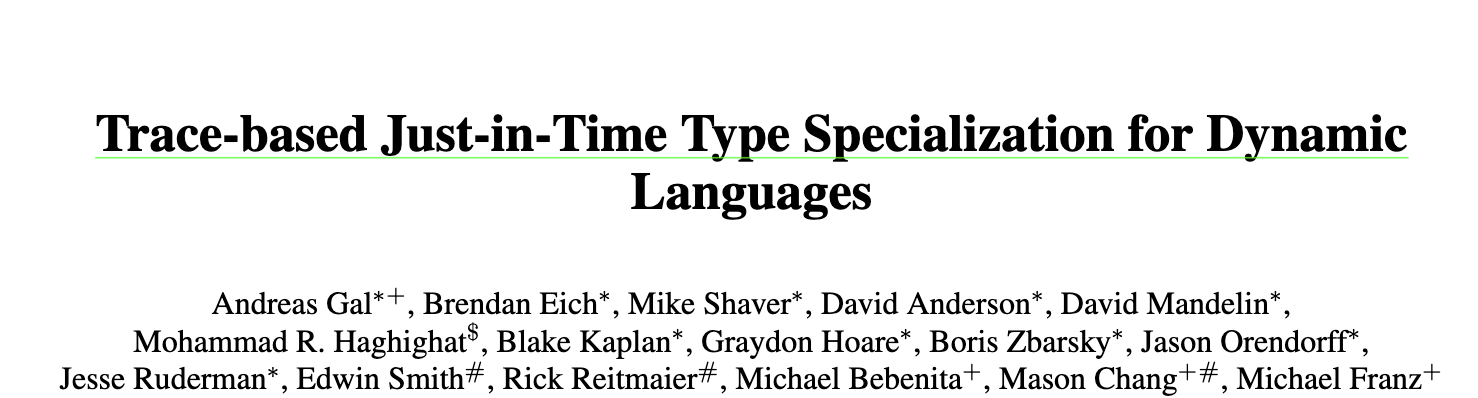 Trace-based Just-in-Time Type Specialization for Dynamic
Languages
Andreas Gal*+, Brendan Eich*, Mike Shaver*, David Anderson*, David Mandelin*,
Mohammad R. Haghighat$, Blake Kaplan*, Graydon Hoare*, Boris Zbarsky*, Jason Orendorff*,
Jesse Ruderman*, Edwin Smith#, Rick Reitmaier#, Michael Bebenita+, Mason Chang+#, Michael Franz+